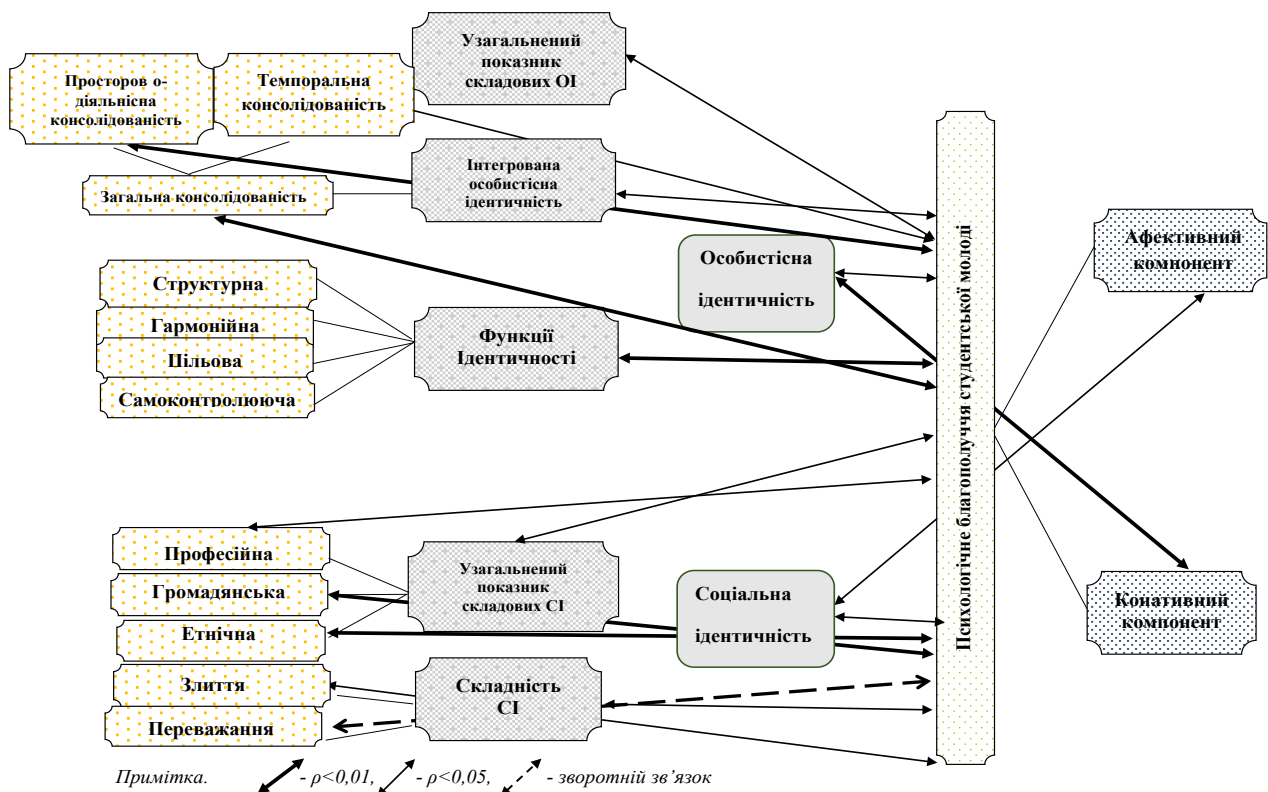 Узагальнений
показник
складових ОІ
Просторов о-
діяльнісна
консолідованість
Темпоральна
консолідованість
Загальна консолідованість
Інтегрована
особистісна
ідентичність
Особистісна
ідентичність
Структурна
Гармонійна
Цільова
Самоконтролююча
Функції
Ідентичності
Психологічне благополуччя студентської молоді
Афективний
компонент
Професійна
Громадянська
Етнічна
Злиття
Переважання
Узагальнений
показник
складових СІ
Складність
СІ
Соціальна
ідентичність
Конативний
компонент
Примітка. - ρ<0,01, - ρ<0,05, - зворотній зв’язок